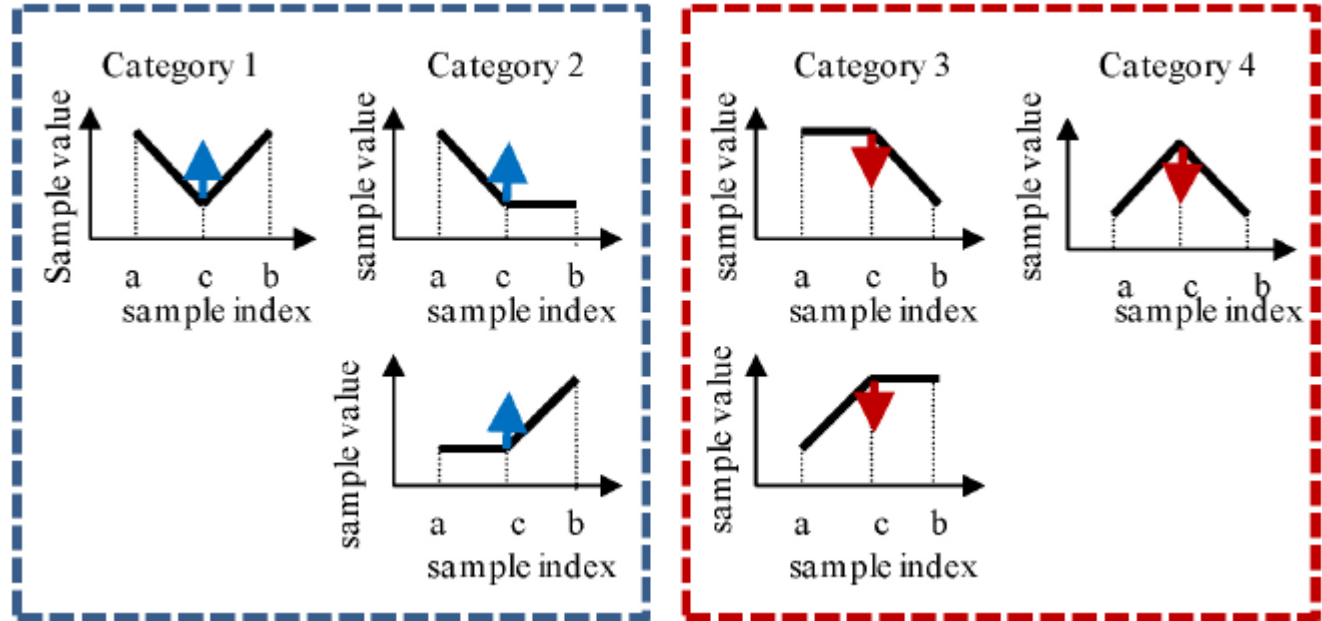 Category 1
Category 2
Category 3
Category 4
Sample value
sample value
sample value
sample value
a c b
a c b
a c b
a c b
sample index
sample index
sample index
sample index
sample value
sample value
a c b
a c b
sample index
sample index